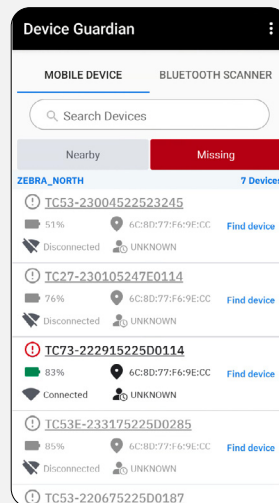 Device Guardian
MOBILE DEVICE BLUETOOTH SCANNER
Search Devices
Nearby Missing
ZEBRA_NORTH 7 Devices
TC53-23004522523245
51% 6C:8D:77:F6:9E:CC Find device
Disconnected UNKNOWN
TC27-230105247E0114
76% 6C:8D:77:F6:9E:CC Find device
Disconnected UNKNOWN
TC73-222915225D0114
83% 6C:8D:77:F6:9E:CC Find device
Connected UNKNOWN
TC53E-233175225D0285
85% 6C:8D:77:F6:9E:CC Find device
Disconnected UNKNOWN
TC53-220675225D0187